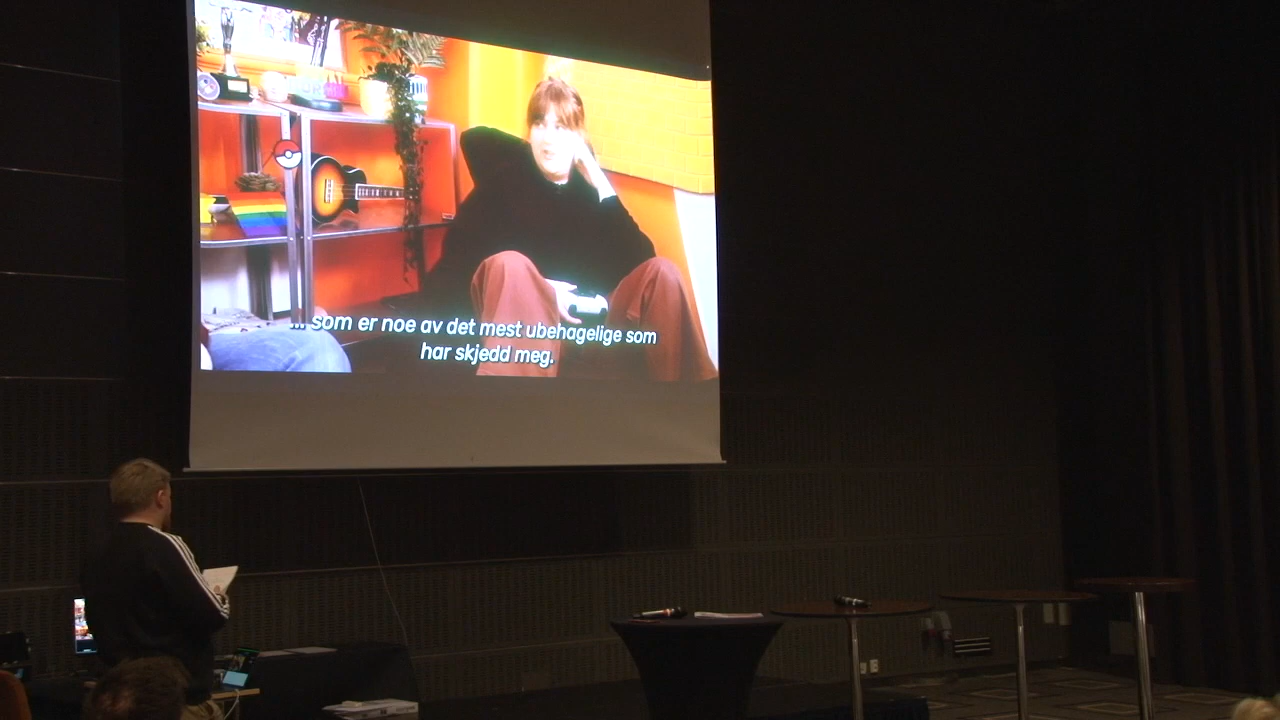 ... som er noe av det mest ubehagelige som
har skjedd meg.